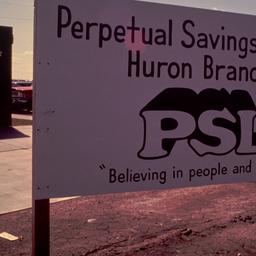 Perpetual Savings
Huron Branc
PSL
"Believing in people and